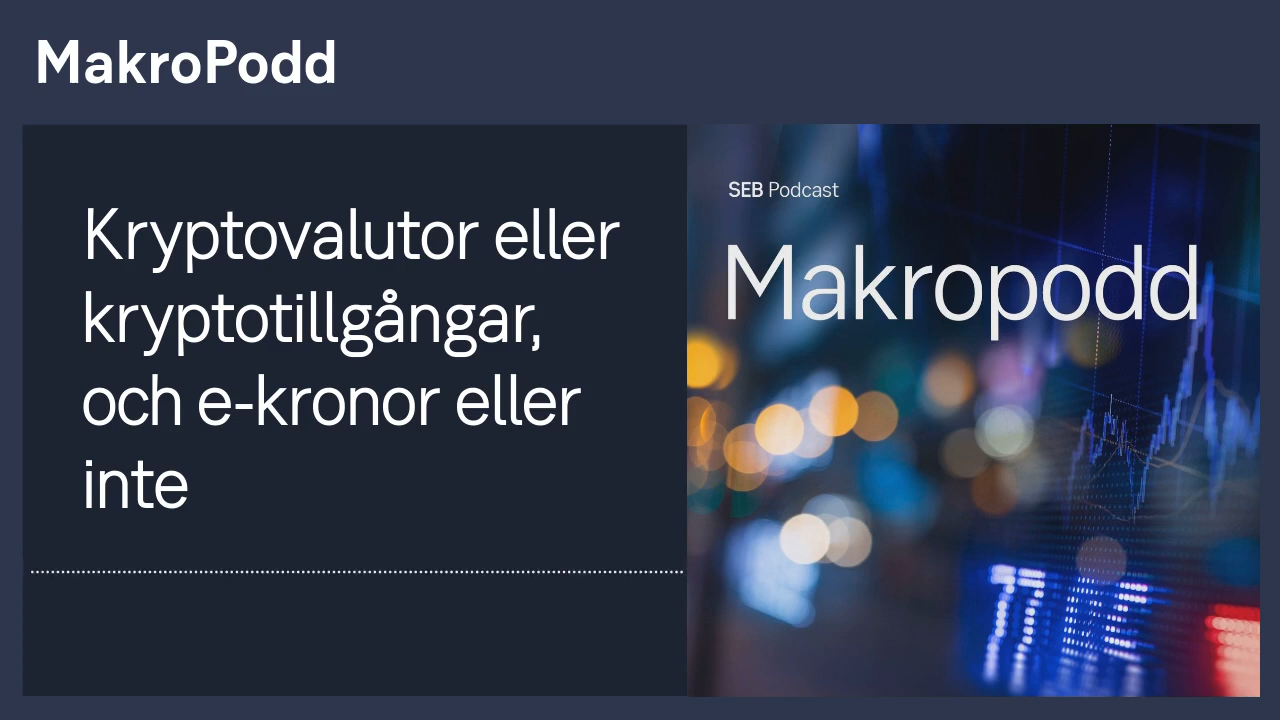 MakroPodd
Kryptovalutor eller
kryptotillgångar,
och e-kronor eller
inte
SEB Podcast
Makropodd